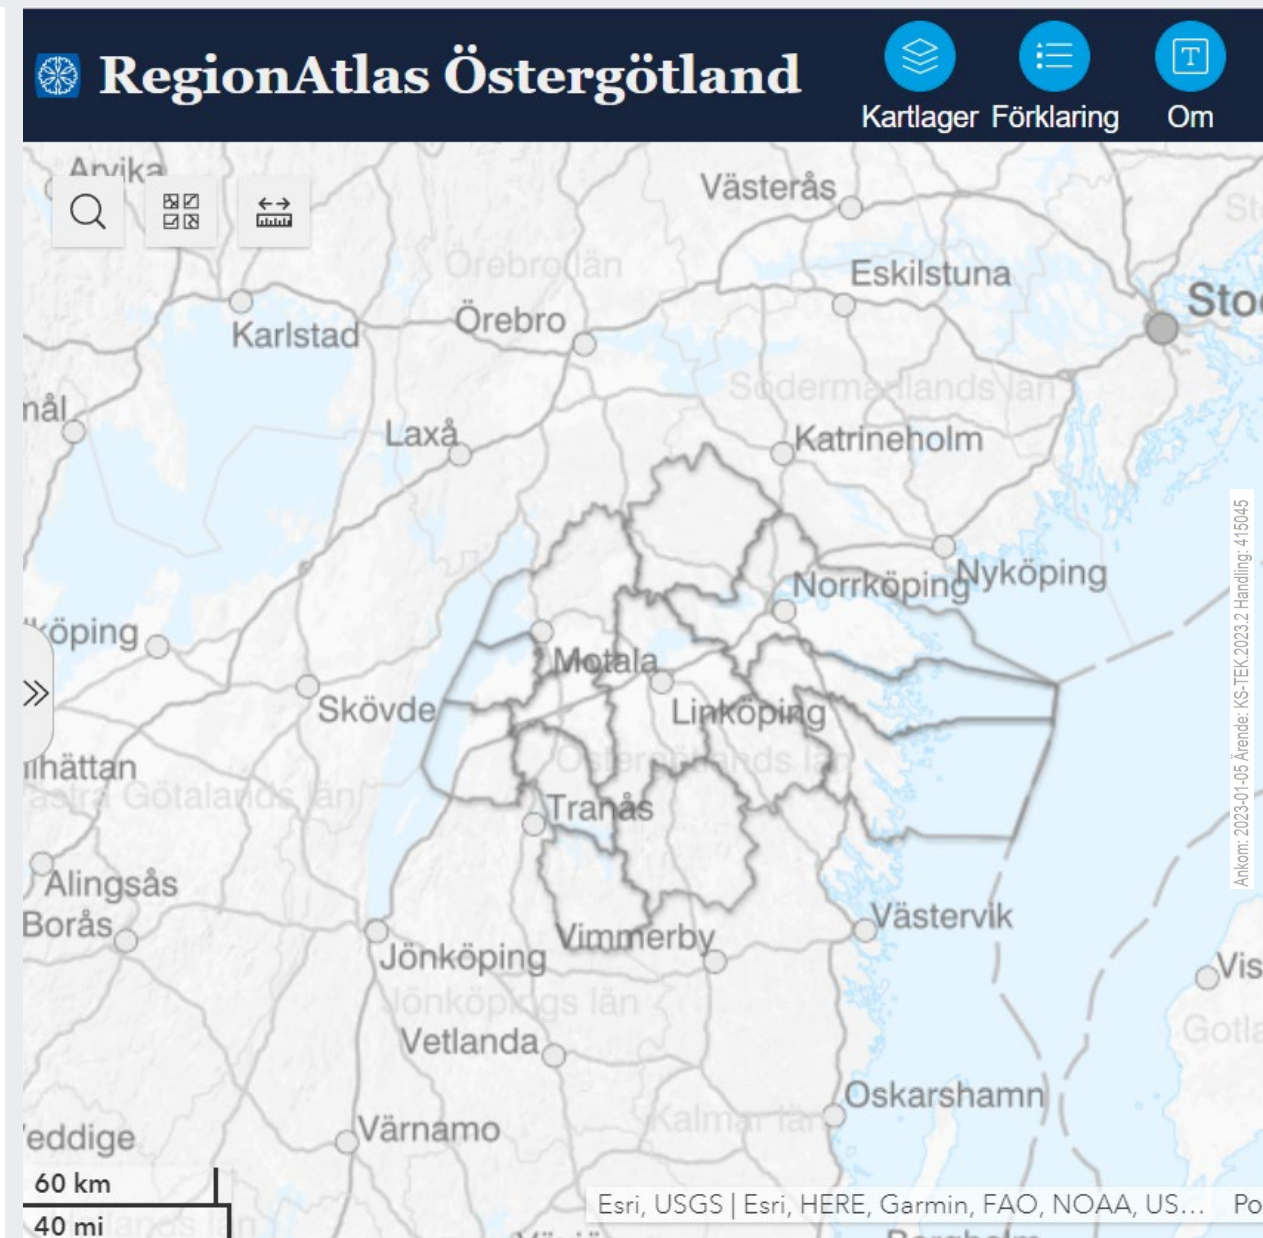 RegionAtlas Östergötland
Kartlager Förklaring Om
Arvika
Västerås
Örebro län
Eskilstuna
Karlstad
Örebro
Södermanlands län
Laxå
Katrineholm
Norrköping
Nyköping
köping
Motala
Skövde
Linköping
Östergötlands län
Tranås
Alingsås
Västervik
Borås
Vimmerby
Jönköping
Jönköpings län
Vetlanda
Oskarshamn
Värnamo
Kalmar län
60 km
40 mi
Esri, USGS | Esri, HERE, Garmin, FAO, NOAA, US... Po
Ankom: 2023-01-05 Ärende: KS-TEK.2023.2 Handling: 415045